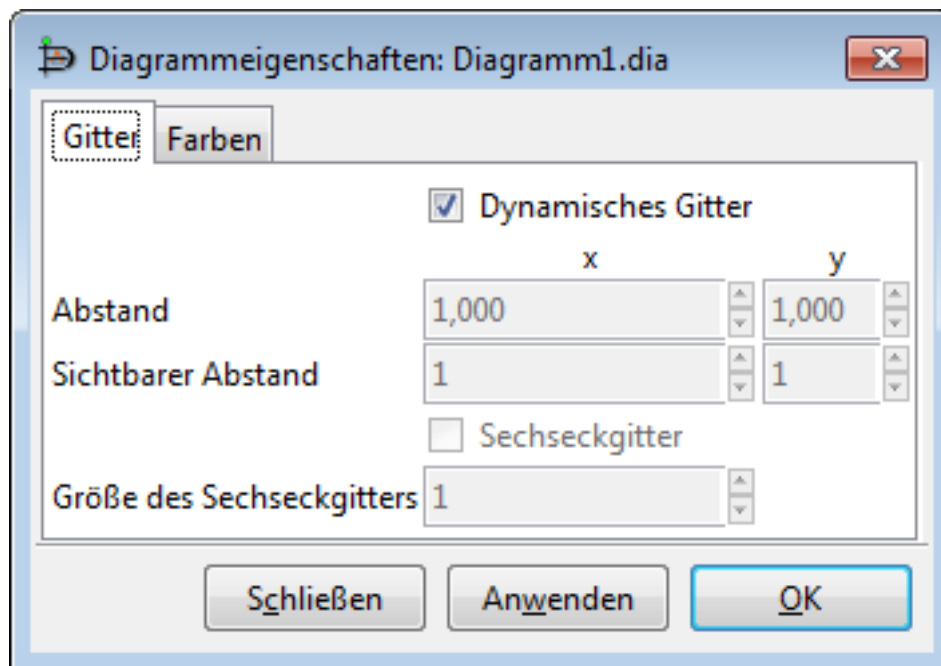 Diagrammeigenschaften: Diagramm1.dia
Gitter Farben
Dynamisches Gitter
x y
Abstand 1,000 1,000
Sichtbarer Abstand 1 1
Sechseckgitter
Größe des Sechseckgitters 1
Schließen Anwenden OK